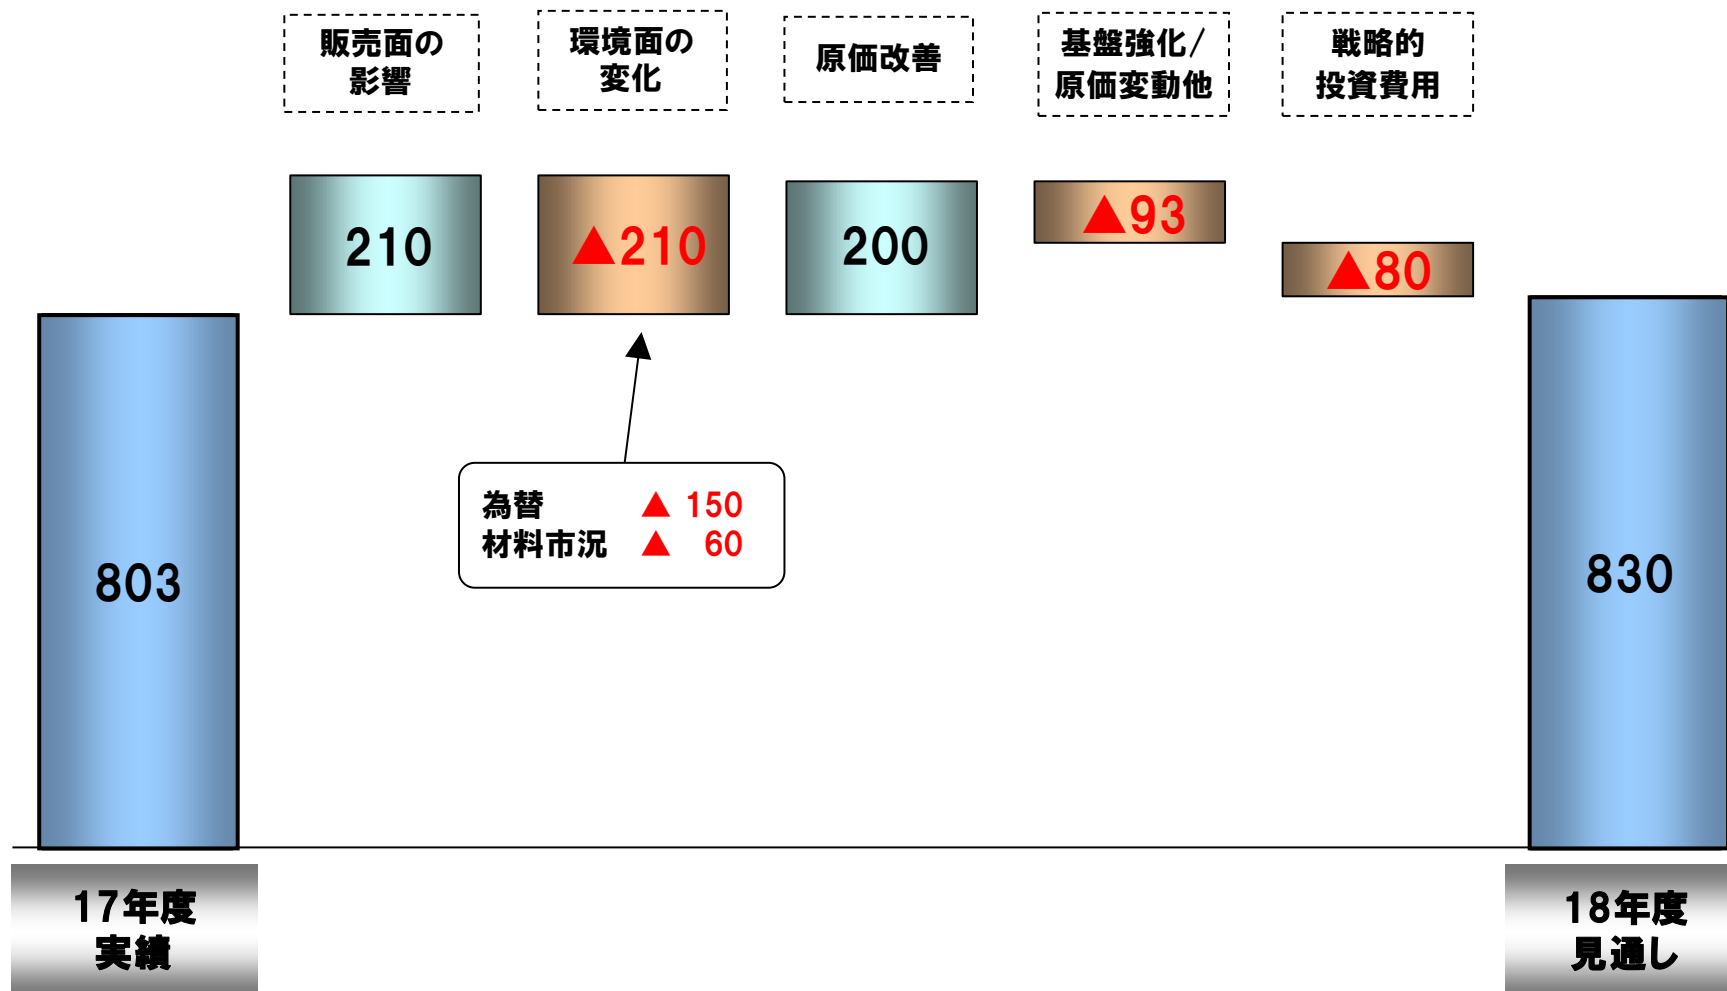 販売面の
影響
環境面の
変化
原価改善
基盤強化/
原価変動他
戦略的
投資費用
210
▲210
200
▲93
▲80
為替 ▲ 150
材料市況 ▲ 60
803
830
17年度
実績
18年度
見通し